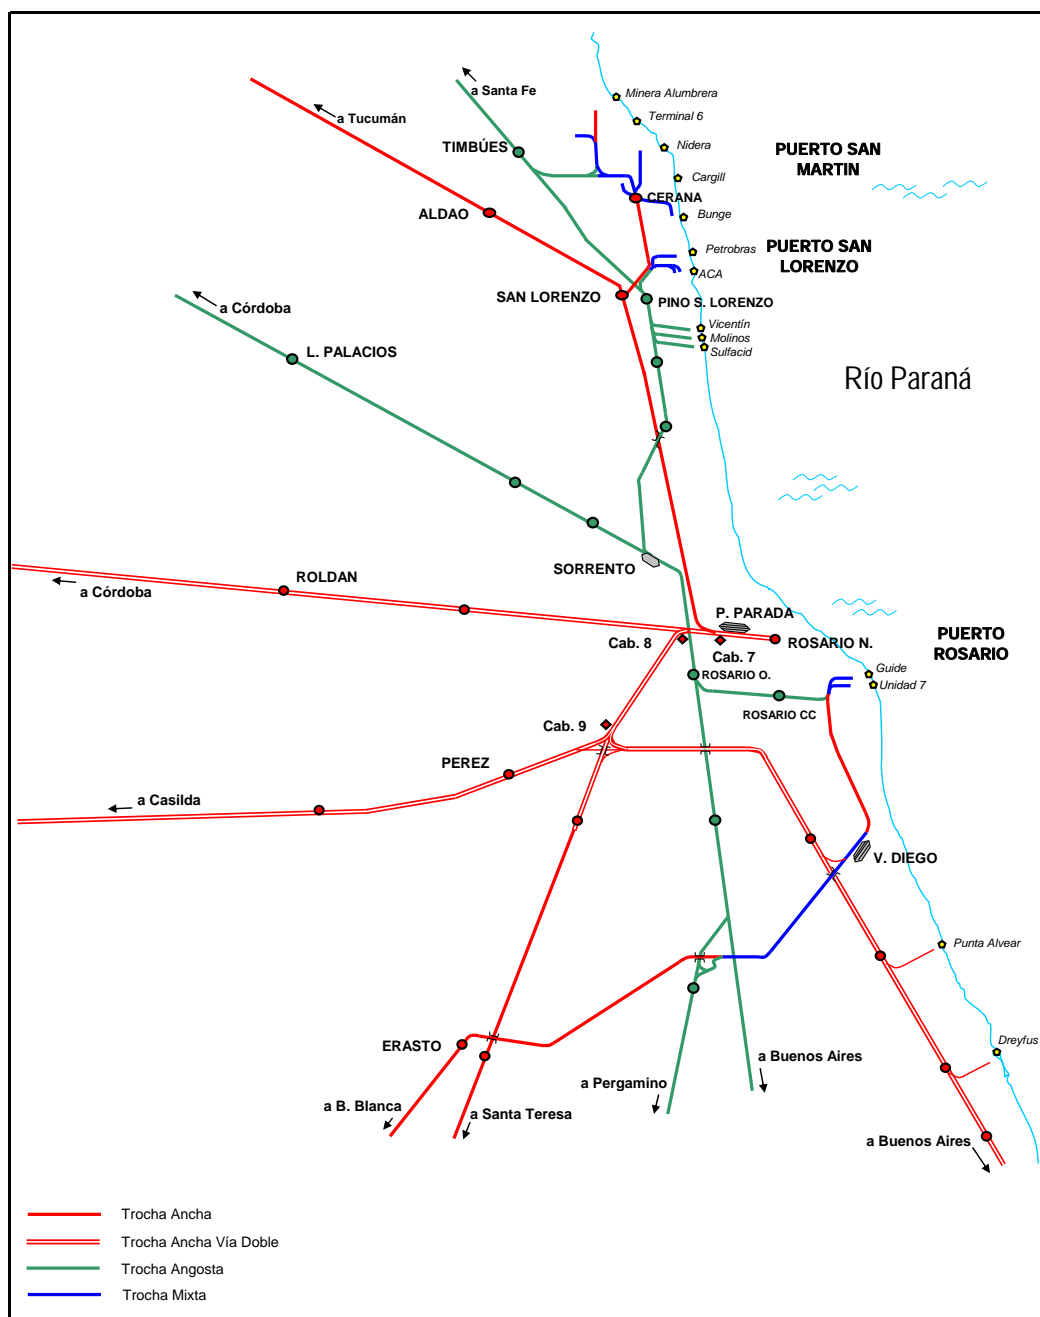 Minera Alumbrera
a Santa Fe
Terminal 6
a Tucumán
TIMBÚES
Nidera
PUERTO SAN
MARTIN
Cargill
CERANA
ALDAO
Bunge
Petrobras
PUERTO SAN
LORENZO
ACA
SAN LORENZO
PINO S. LORENZO
a Córdoba
Vicentín
Molinos
Sulfacid
L. PALACIOS
Río Paraná
SORRENTO
ROLDAN
a Córdoba
P. PARADA
Cab. 8
ROSARIO N.
PUERTO
ROSARIO
Cab. 7
ROSARIO O.
Guide
Unidad 7
ROSARIO CC
Cab. 9
PEREZ
a Casilda
V. DIEGO
Punta Alvear
ERASTO
Dreyfus
a Buenos Aires
a Pergamino
a B. Blanca
a Santa Teresa
a Buenos Aires
Trocha Ancha
Trocha Ancha Vía Doble
Trocha Angosta
Trocha Mixta